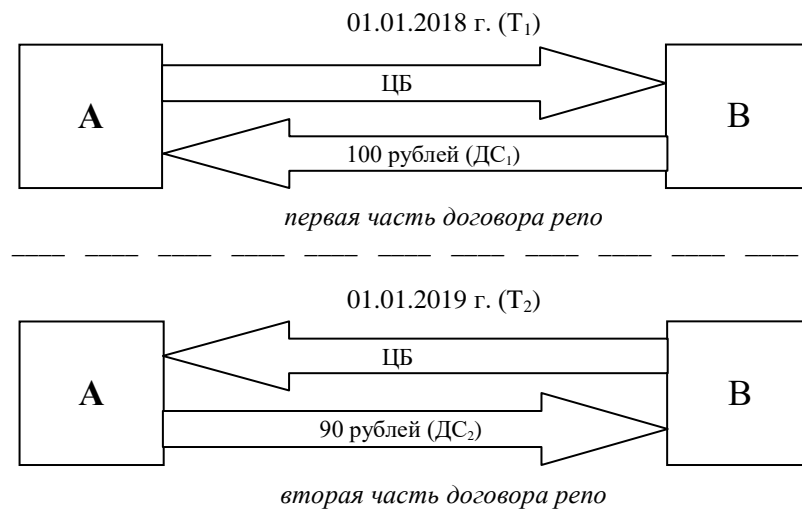 01.01.2018 г. (T₁)
A
ЦБ
B
100 рублей (ДС₁)
первая часть договора репо
01.01.2019 г. (T₂)
A
ЦБ
B
90 рублей (ДС₂)
вторая часть договора репо